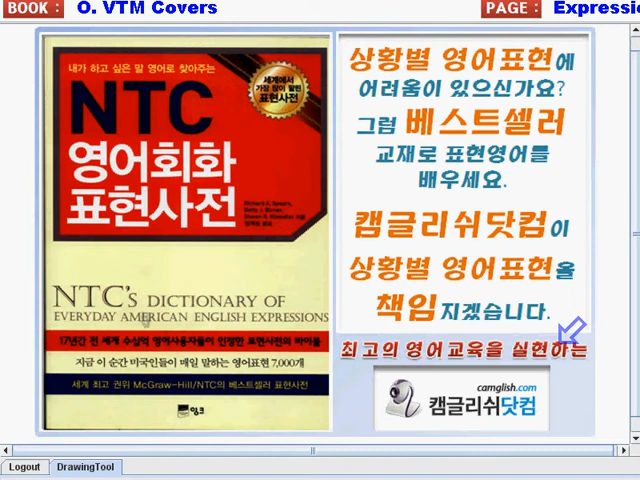 BOOK : O. VTM Covers PAGE : Expressio
내가 하고 싶은 말 영어로 찾아주는
세계에서
가장 많이 팔린
표현사전
NTC
영어회화
표현사전
Richard A. Spears,
Betty J. Birner,
Steven R. Kleinedler 지음
NTC's DICTIONARY OF
EVERYDAY AMERICAN ENGLISH EXPRESSIONS
17년간 전 세계 수십억 영어사용자들이 인정한 표현사전의 바이블
지금 이 순간 미국인들이 매일 말하는 영어표현 7,000개
세계 최고 권위 McGraw-Hill/NTC의 베스트셀러 표현사전
잉크
상황별 영어표현에
어려움이 있으신가요?
그럼 베스트셀러
교재로 표현영어를
배우세요.
캠글리쉬닷컴이
상황별 영어표현을
책임지겠습니다.
최고의 영어교육을 실현하는
camglish.com
캠글리쉬닷컴
Logout DrawingTool